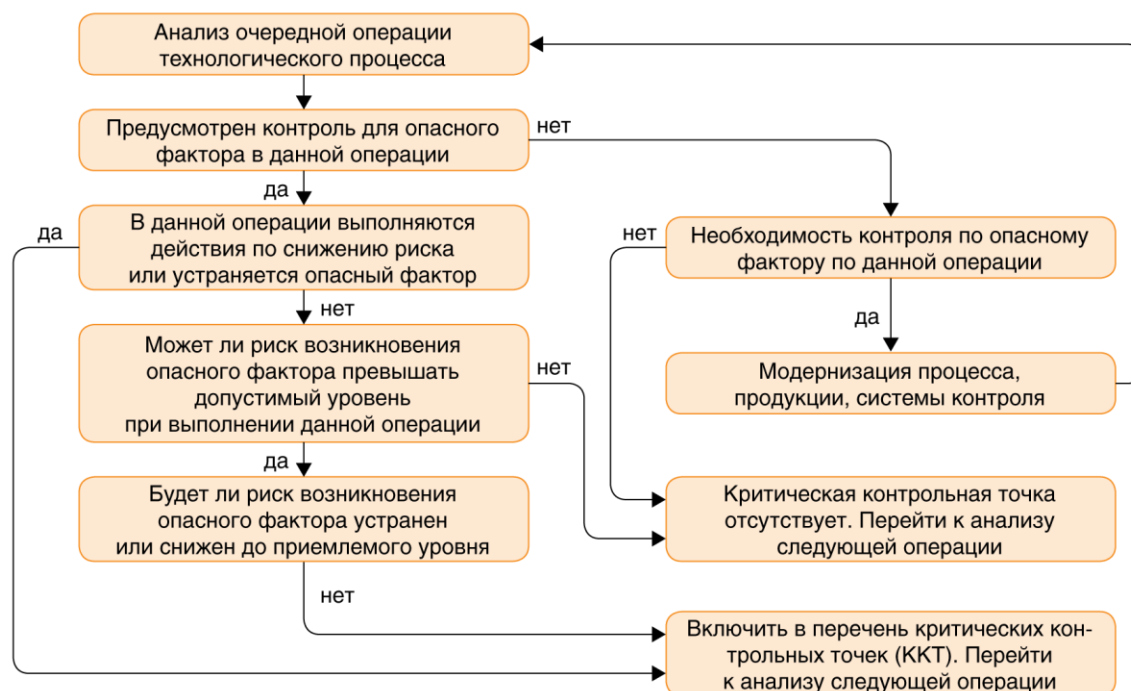 Анализ очередной операции
технологического процесса
Предусмотрен контроль для опасного
фактора в данной операции
нет
да
да
В данной операции выполняются
действия по снижению риска
или устраняется опасный фактор
нет
Необходимость контроля по опасному
фактору по данной операции
нет
да
Может ли риск возникновения
опасного фактора превышать
допустимый уровень
при выполнении данной операции
нет
Модернизация процесса,
продукции, системы контроля
да
Будет ли риск возникновения
опасного фактора устранен
или снижен до приемлемого уровня
Критическая контрольная точка
отсутствует. Перейти к анализу
следующей операции
нет
Включить в перечень критических кон-
трольных точек (ККТ). Перейти
к анализу следующей операции